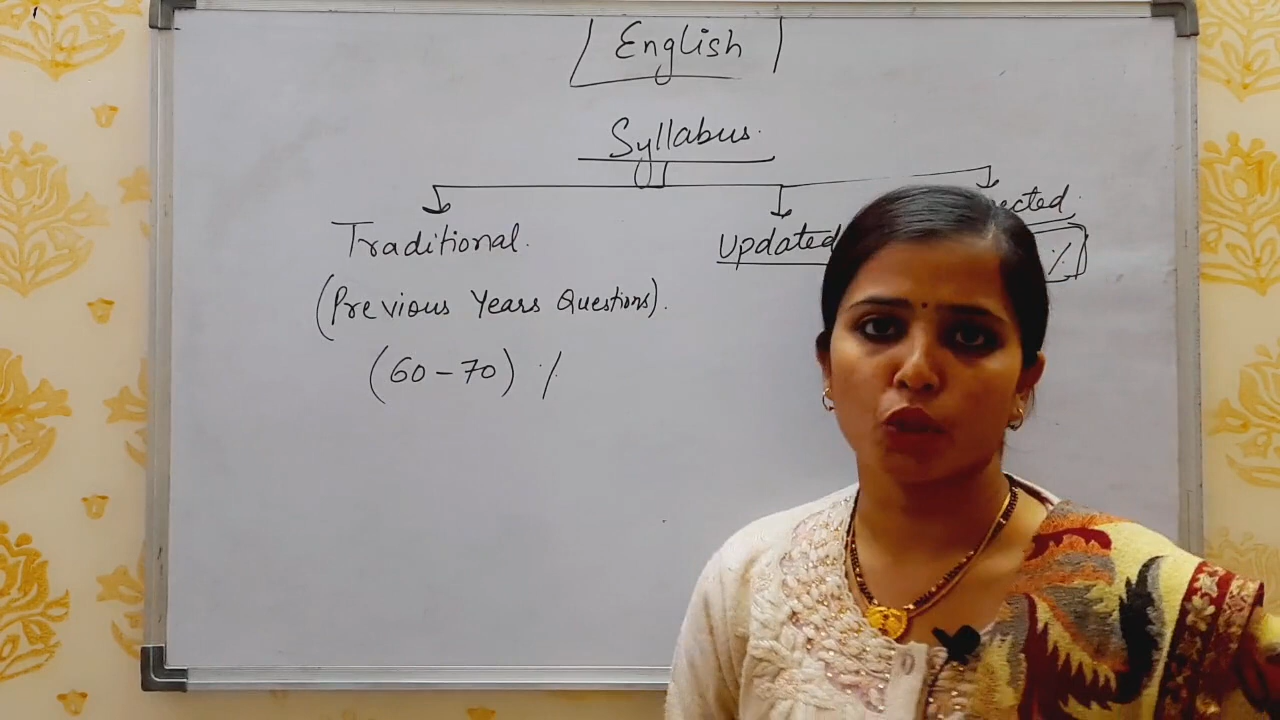 English
Syllabus.
Traditional. Updated
(Previous Years Questions).
(60-70) %
%